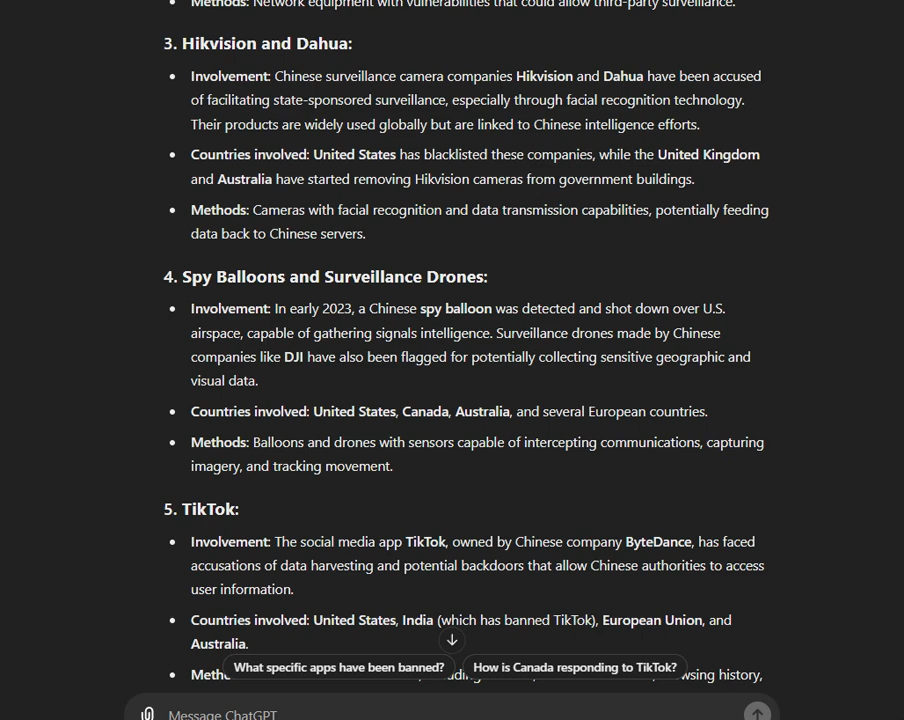 Methods: Network equipment with vulnerabilities that could allow third-party surveillance.
3. Hikvision and Dahua:
Involvement: Chinese surveillance camera companies Hikvision and Dahua have been accused
of facilitating state-sponsored surveillance, especially through facial recognition technology.
Their products are widely used globally but are linked to Chinese intelligence efforts.
Countries involved: United States has blacklisted these companies, while the United Kingdom
and Australia have started removing Hikvision cameras from government buildings.
Methods: Cameras with facial recognition and data transmission capabilities, potentially feeding
data back to Chinese servers.
4. Spy Balloons and Surveillance Drones:
Involvement: In early 2023, a Chinese spy balloon was detected and shot down over U.S.
airspace, capable of gathering signals intelligence. Surveillance drones made by Chinese
companies like DJI have also been flagged for potentially collecting sensitive geographic and
visual data.
Countries involved: United States, Canada, Australia, and several European countries.
Methods: Balloons and drones with sensors capable of intercepting communications, capturing
imagery, and tracking movement.
5. TikTok:
Involvement: The social media app TikTok, owned by Chinese company ByteDance, has faced
accusations of data harvesting and potential backdoors that allow Chinese authorities to access
user information.
Countries involved: United States, India (which has banned TikTok), European Union, and
Australia.
What specific apps have been banned? How is Canada responding to TikTok?
history,
Message ChatGPT